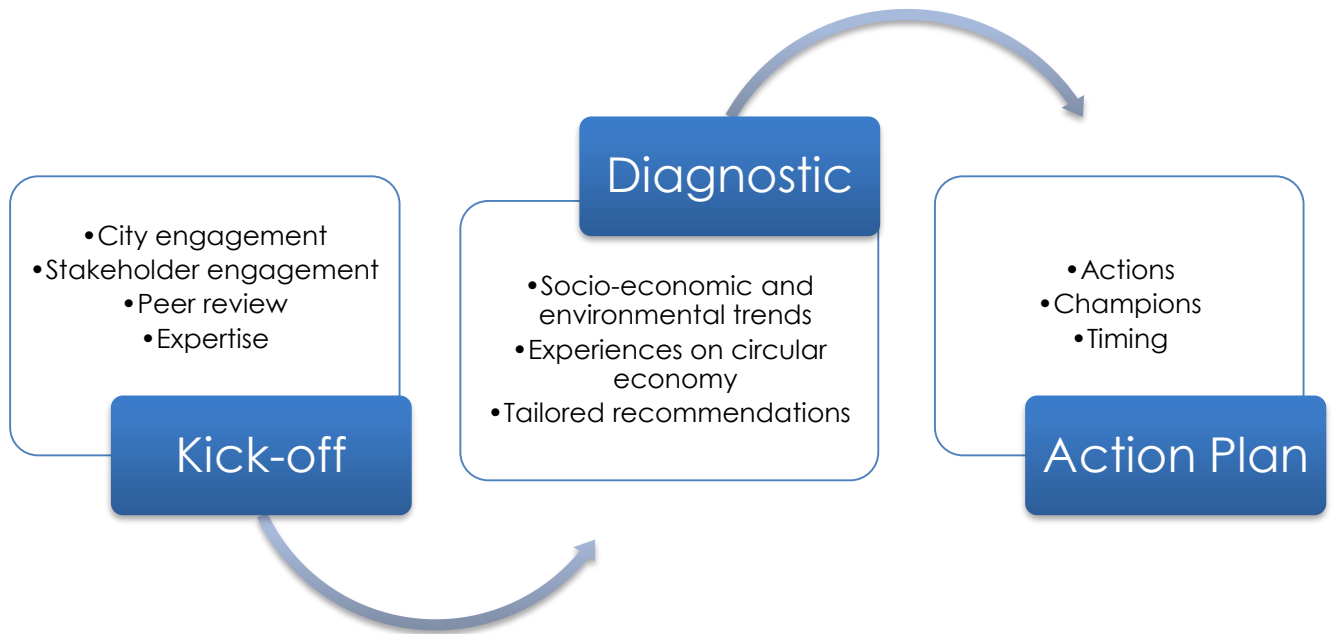 •City engagement
•Stakeholder engagement
•Peer review
•Expertise
Kick-off
Diagnostic
•Socio-economic and
environmental trends
•Experiences on circular
economy
•Tailored recommendations
•Actions
•Champions
•Timing
Action Plan